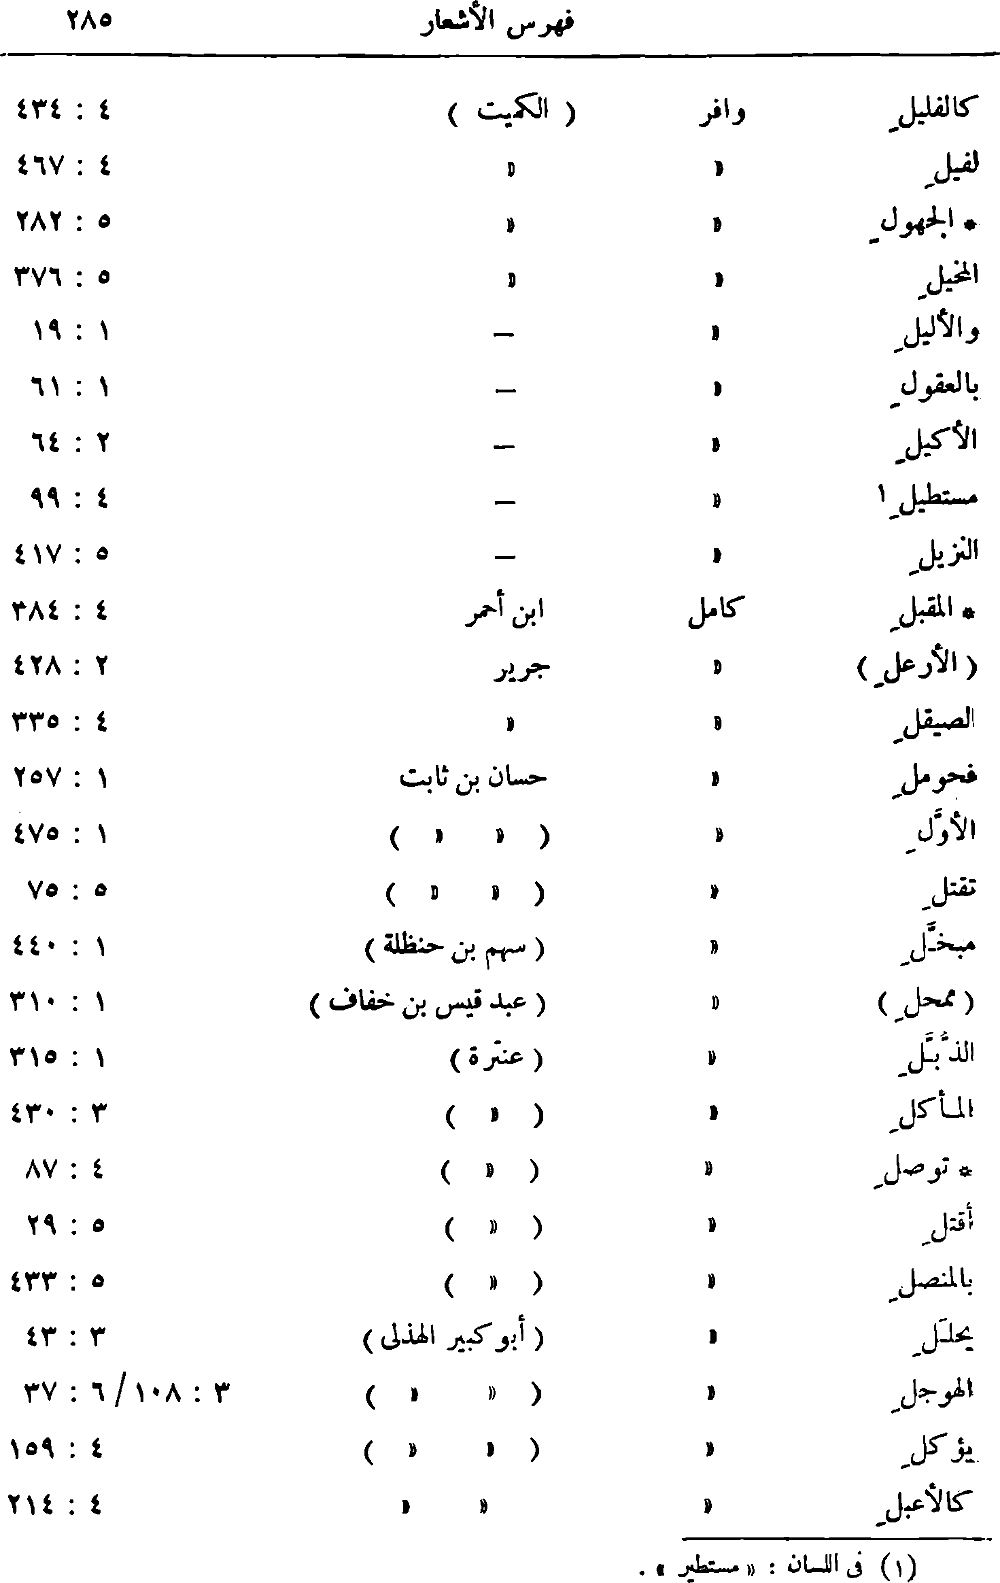 فهرس الأشعار ٢٨٥
كالفليلِ وافر ( الكميت ) ٤ : ٤٣٤
لفيلِ » » ٤ : ٤٦٧
* الجهولِ » » ٥ : ٢٨٢
المخيلِ » » ٥ : ٣٧٦
والأليلِ » — ١ : ١٩
بالعقولِ » — ١ : ٦١
الأكيلِ » — ٢ : ٦٤
مستطيلِ ١ » — ٤ : ٩٩
النزيلِ » — ٥ : ٤١٧
* المقبلِ كامل ابن أحمر ٤ : ٣٨٤
( الأرعلِ ) » جرير ٢ : ٤٢٨
الصيقلِ » » ٤ : ٣٣٥
فحوملِ » حسان بن ثابت ١ : ٢٥٧
الأوَّلِ » ( » » ) ١ : ٤٧٥
تقتلِ » ( » » ) ٥ : ٧٥
مبخَّلِ » ( سهم بن حنظلة ) ١ : ٤٤٠
( ممحلِ ) » ( عبد قيس بن خفاف ) ١ : ٣١٠
الذُّبَّلِ » ( عنترة ) ١ : ٣١٥
المأكلِ » ( » ) ٣ : ٤٣٠
* توصلِ » ( » ) ٤ : ٨٧
أقتلِ » ( » ) ٥ : ٢٩
بالمنصلِ » ( » ) ٥ : ٤٣٣
يحللَِ » ( أبو كبير الهذلى ) ٣ : ٤٣
الهوجلِ » ( » » ) ٣ : ١٠٨ / ٦ : ٣٧
يؤكلِ » ( » » ) ٤ : ١٥٩
كالأعبلِ » » » ٤ : ٢١٤
(١) فى اللسان : « مستطير » .